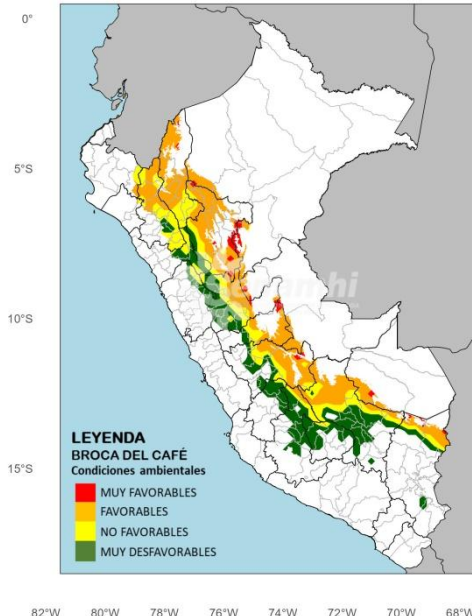 0°
5°S
10°S
15°S
senamhi
LEYENDA
BROCA DEL CAFÉ
Condiciones ambientales
MUY FAVORABLES
FAVORABLES
NO FAVORABLES
MUY DESFAVORABLES
82°W 80°W 78°W 76°W 74°W 72°W 70°W 68°W